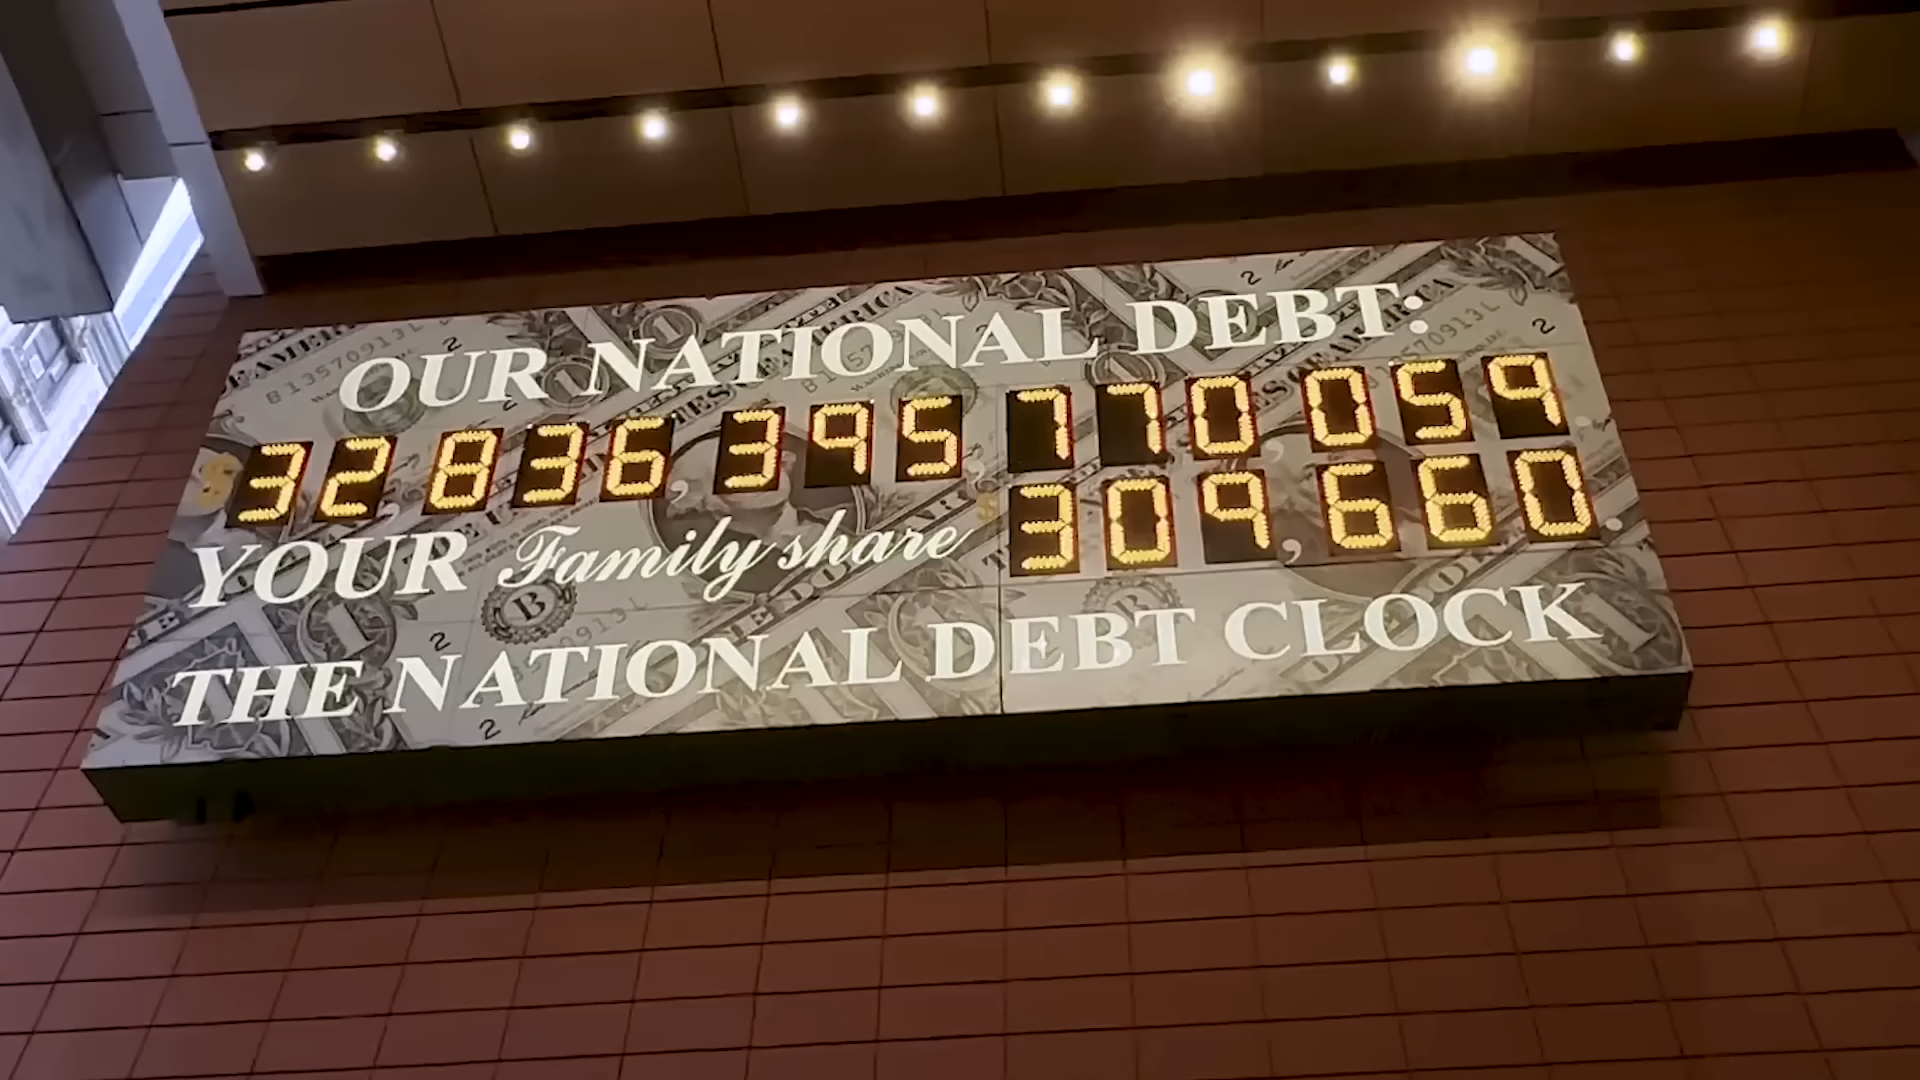 OUR NATIONAL DEBT:
$32,836,395,770,059
YOUR Family share $309,660.
THE NATIONAL DEBT CLOCK